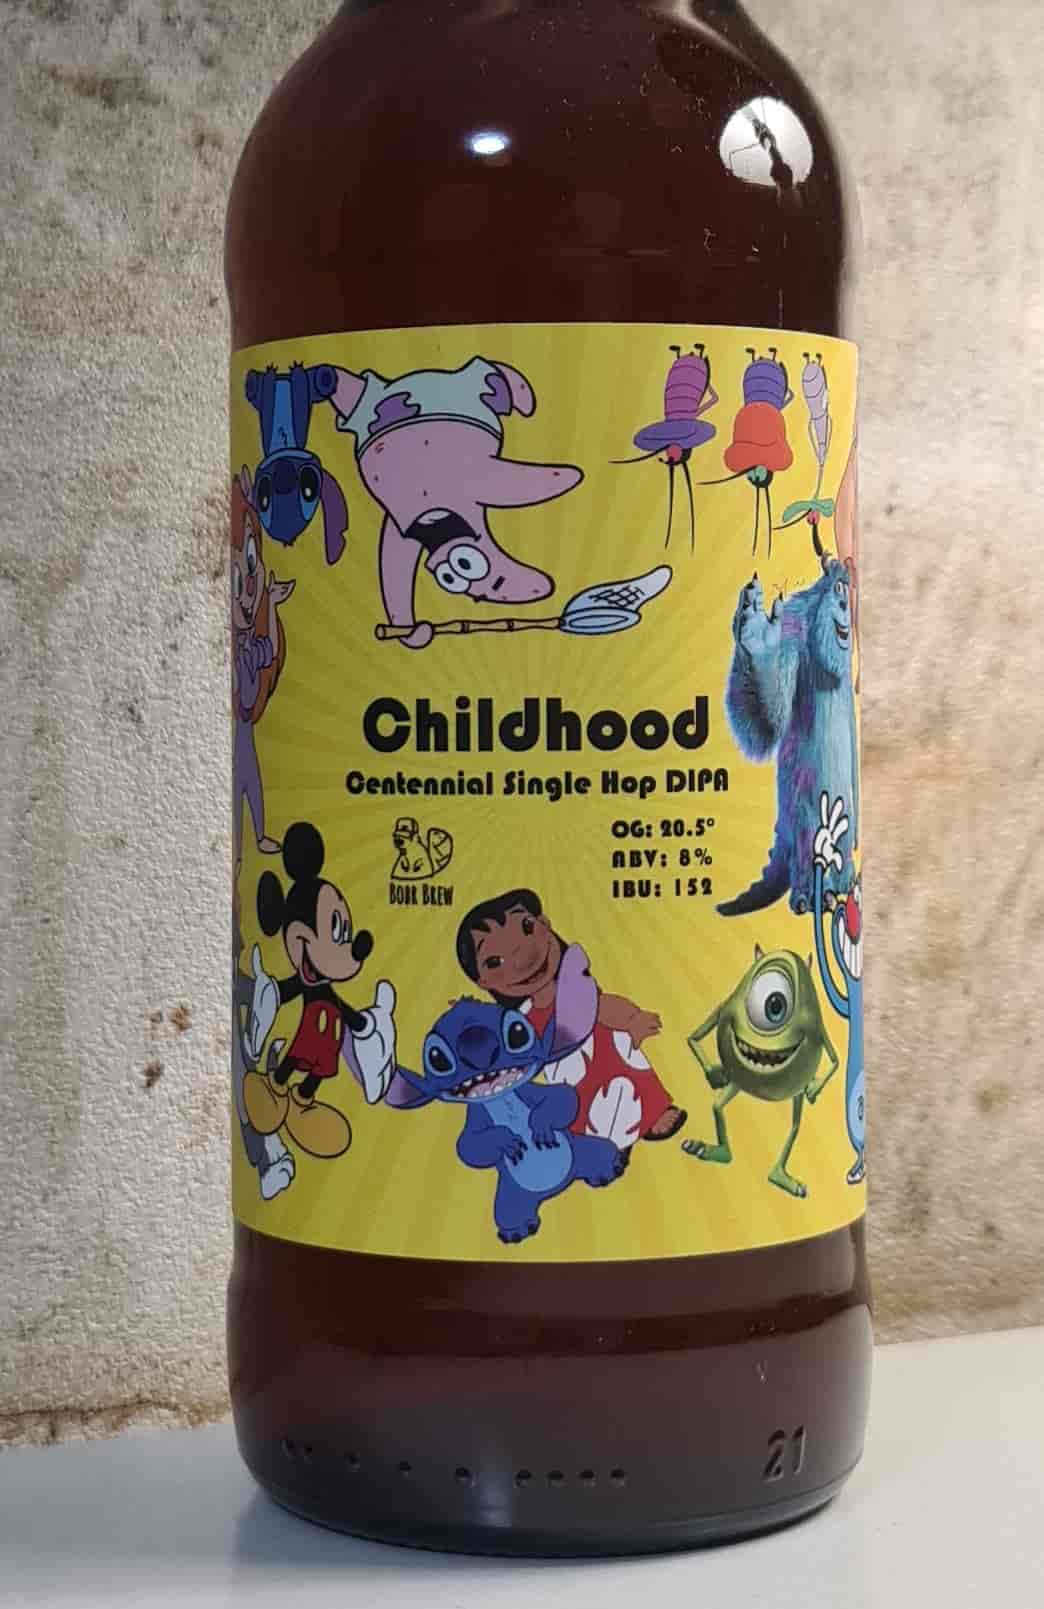 Childhood
Centennial Single Hop DIPA
OG: 20.5°
ABV: 8%
IBU: 152
BOBR BREW
21